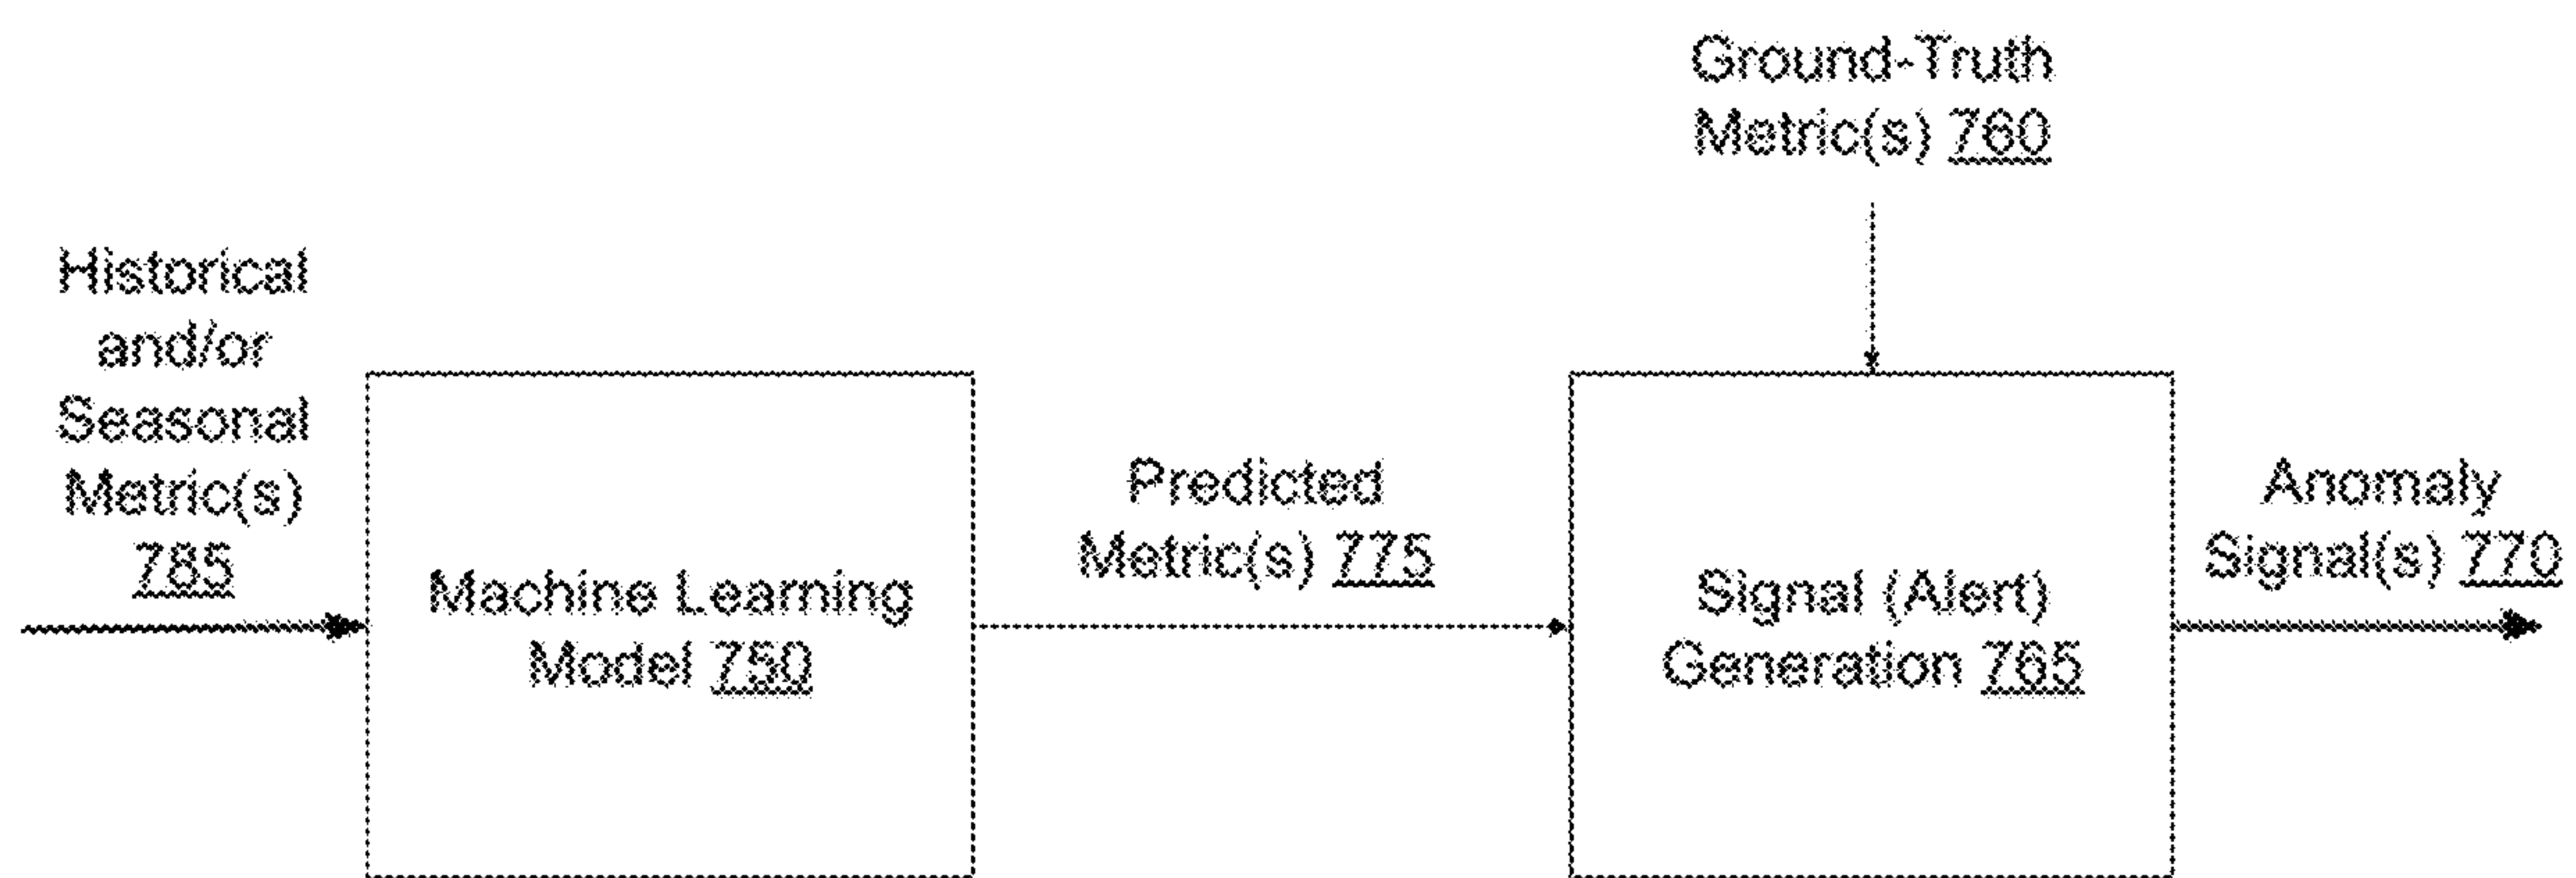 Historical
and/or
Seasonal
Metric(s)
785
Machine Learning
Model 750
Predicted
Metric(s) 775
Ground-Truth
Metric(s) 760
Signal (Alert)
Generation 765
Anomaly
Signal(s) 770